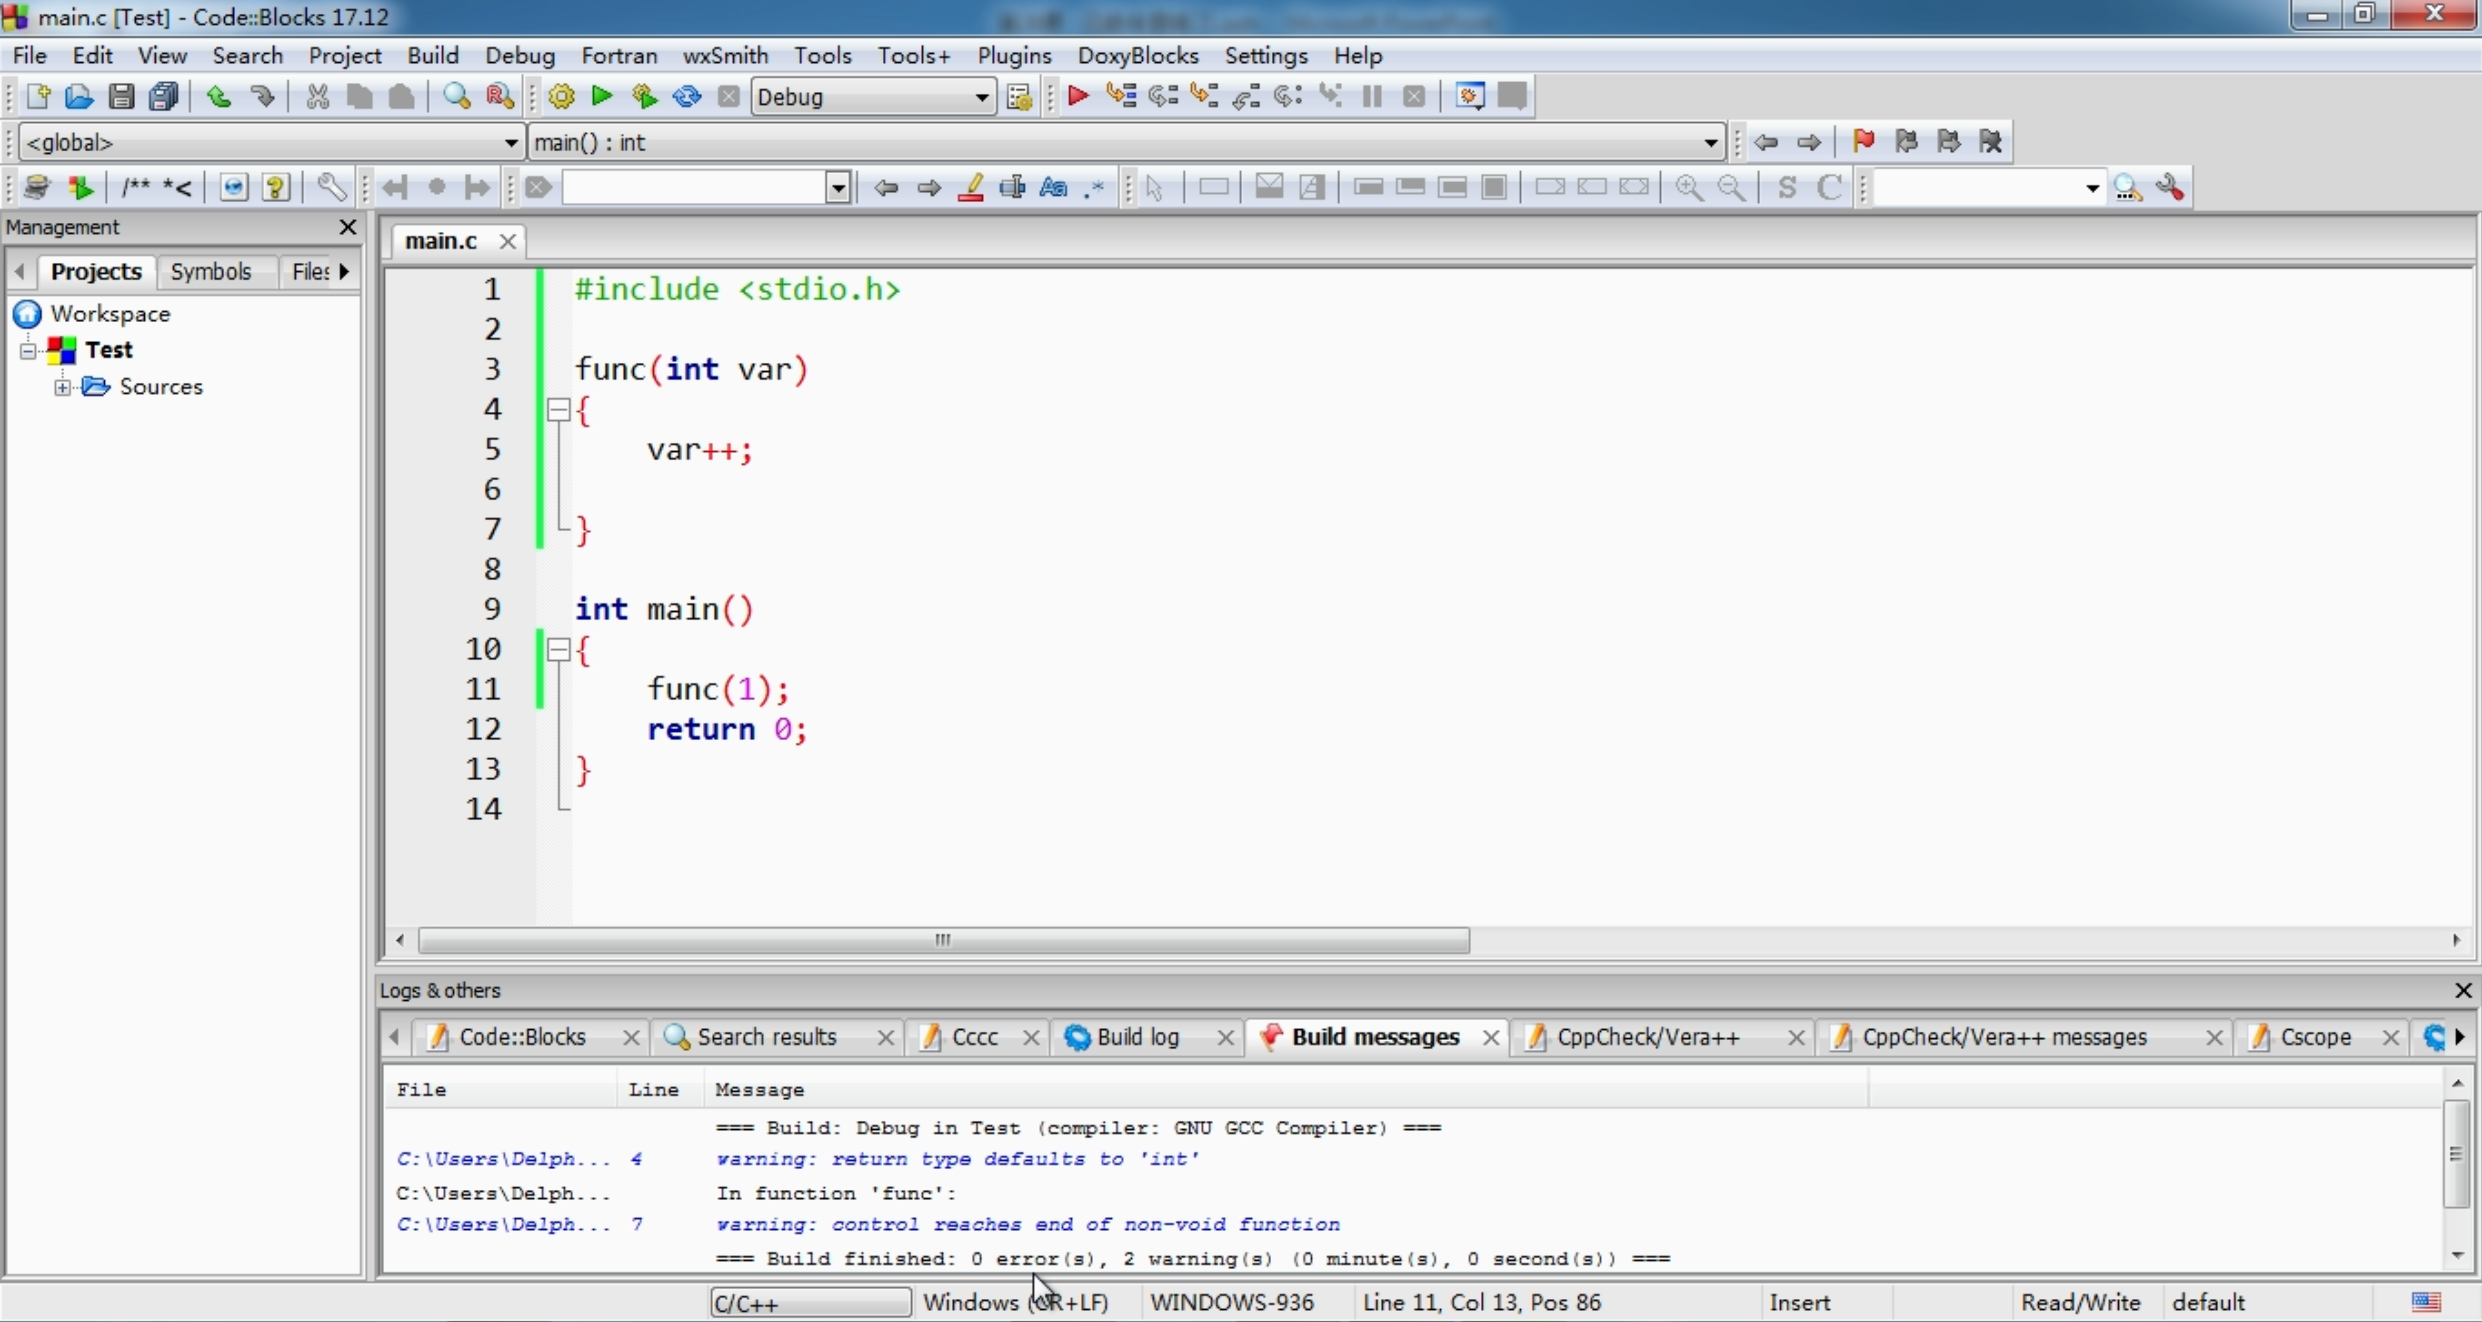 main.c [Test] - Code::Blocks 17.12
File Edit View Search Project Build Debug Fortran wxSmith Tools Tools+ Plugins DoxyBlocks Settings Help
Debug
<global> main() : int
/** *< S C
Management
main.c
Projects Symbols Files
Workspace
Test
Sources
1 #include <stdio.h>
2
3 func(int var)
4 {
5 var++;
6
7 }
8
9 int main()
10 {
11 func(1);
12 return 0;
13 }
14
Logs & others
Code::Blocks Search results Cccc Build log Build messages CppCheck/Vera++ CppCheck/Vera++ messages Cscope
File Line Message
=== Build: Debug in Test (compiler: GNU GCC Compiler) ===
C:\Users\Delph... 4 warning: return type defaults to 'int'
C:\Users\Delph... In function 'func':
C:\Users\Delph... 7 warning: control reaches end of non-void function
=== Build finished: 0 error(s), 2 warning(s) (0 minute(s), 0 second(s)) ===
C/C++ Windows (CR+LF) WINDOWS-936 Line 11, Col 13, Pos 86 Insert Read/Write default